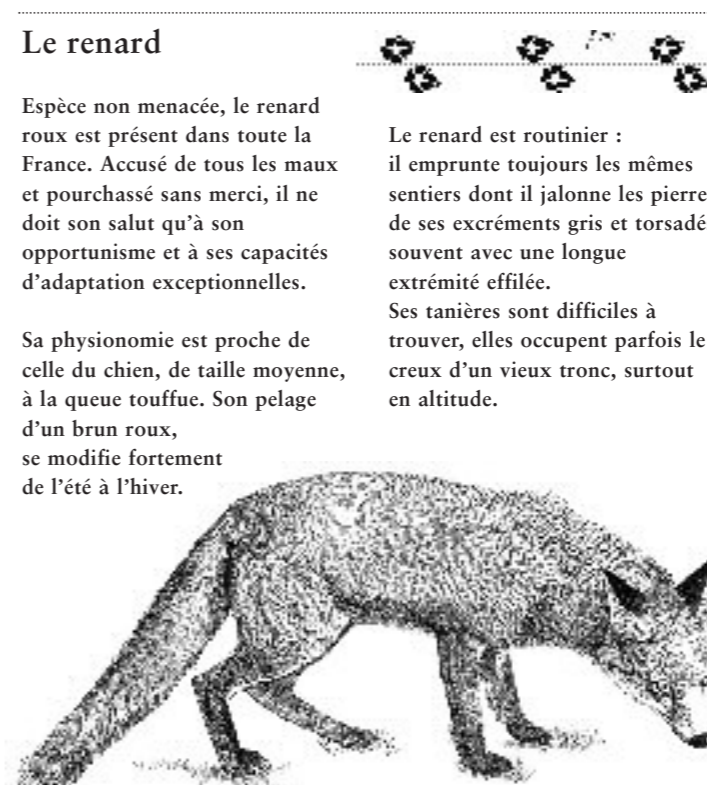 Le renard
Espèce non menacée, le renard
roux est présent dans toute la
France. Accusé de tous les maux
et pourchassé sans merci, il ne
doit son salut qu'à son
opportunisme et à ses capacités
d'adaptation exceptionnelles.
Sa physionomie est proche de
celle du chien, de taille moyenne,
à la queue touffue. Son pelage
d'un brun roux,
se modifie fortement
de l'été à l'hiver.
Le renard est routinier :
il emprunte toujours les mêmes
sentiers dont il jalonne les pierre
de ses excréments gris et torsadé
souvent avec une longue
extrémité effilée.
Ses tanières sont difficiles à
trouver, elles occupent parfois le
creux d'un vieux tronc, surtout
en altitude.